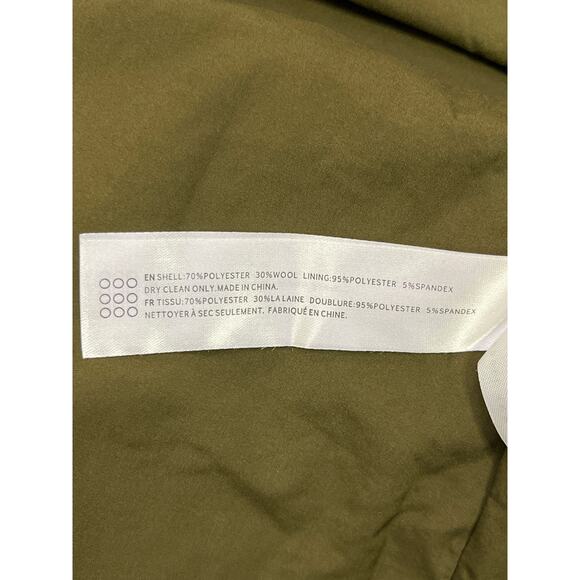 EN SHELL:70%POLYESTER 30%WOOL LINING:95%POLYESTER 5%SPANDEX
DRY CLEAN ONLY.MADE IN CHINA.
FR TISSU:70%POLYESTER 30%LA LAINE DOUBLURE:95%POLYESTER 5%SPANDEX
NETTOYER À SEC SEULEMENT. FABRIQUÉ EN CHINE.